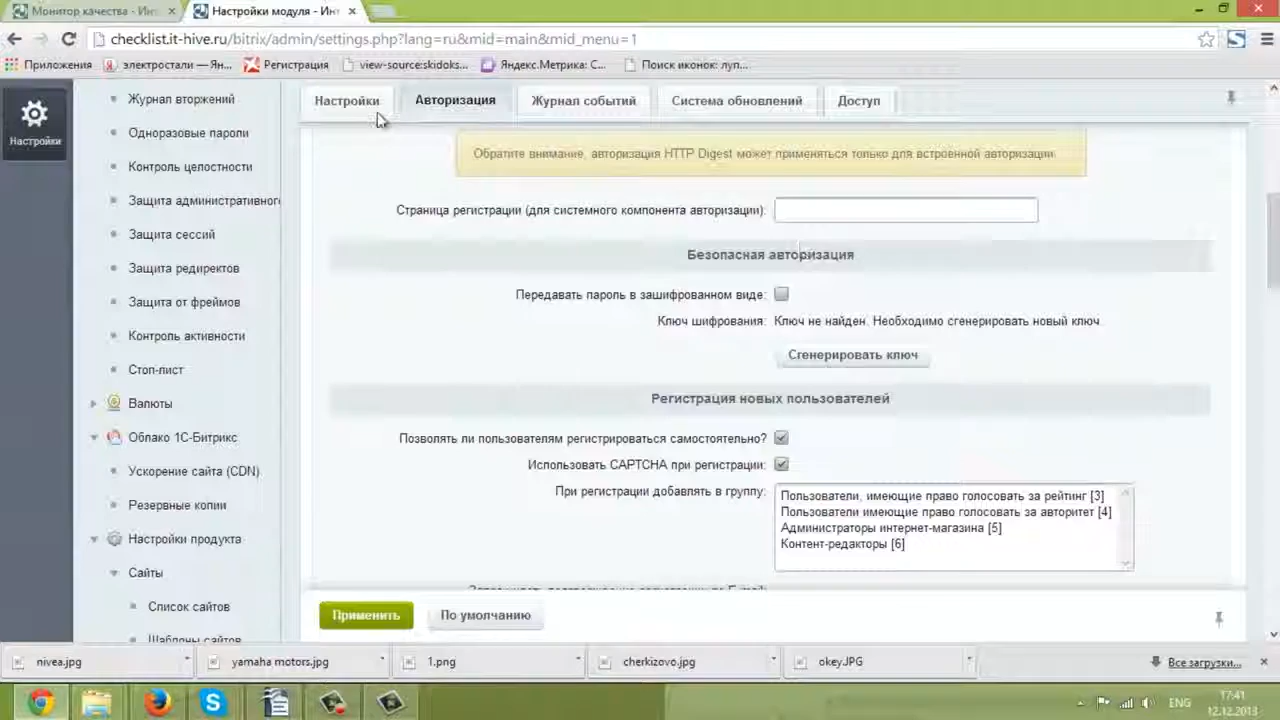 Монитор качества - Инт
Настройки модуля - Инт
checklist.it-hive.ru/bitrix/admin/settings.php?lang=ru&mid=main&mid_menu=1
Приложения
электростали — Ян...
Регистрация
view-source:skidoks...
Яндекс.Метрика: С...
Поиск иконок: луп...
Настройки
Журнал вторжений
Одноразовые пароли
Контроль целостности
Защита административног
Защита сессий
Защита редиректов
Защита от фреймов
Контроль активности
Стоп-лист
Валюты
Облако 1С-Битрикс
Ускорение сайта (CDN)
Резервные копии
Настройки продукта
Сайты
Список сайтов
Шаблоны сайтов
Настройки
Авторизация
Журнал событий
Система обновлений
Доступ
Обратите внимание, авторизация HTTP Digest может применяться только для встроенной авторизации.
Страница регистрации (для системного компонента авторизации):
Безопасная авторизация
Передавать пароль в зашифрованном виде:
Ключ шифрования: Ключ не найден. Необходимо сгенерировать новый ключ.
Сгенерировать ключ
Регистрация новых пользователей
Позволять ли пользователям регистрироваться самостоятельно?
Использовать CAPTCHA при регистрации:
При регистрации добавлять в группу:
Пользователи, имеющие право голосовать за рейтинг [3]
Пользователи имеющие право голосовать за авторитет [4]
Администраторы интернет-магазина [5]
Контент-редакторы [6]
Применить
По умолчанию
nivea.jpg
yamaha motors.jpg
1.png
cherkizovo.jpg
okey.JPG
Все загрузки...
ENG
17:41
12.12.2013